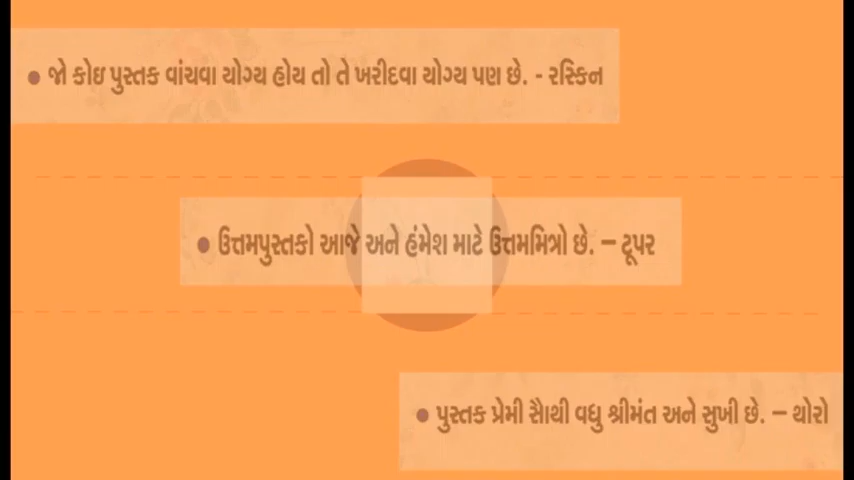 • જો કોઇ પુસ્તક વાંચવા યોગ્ય હોય તો તે ખરીદવા યોગ્ય પણ છે. - રસ્કિન
• ઉત્તમપુસ્તકો આજે અને હંમેશ માટે ઉત્તમમિત્રો છે. – ટૂપર
• પુસ્તક પ્રેમી સૌથી વધુ શ્રીમંત અને સુખી છે. – થોરો